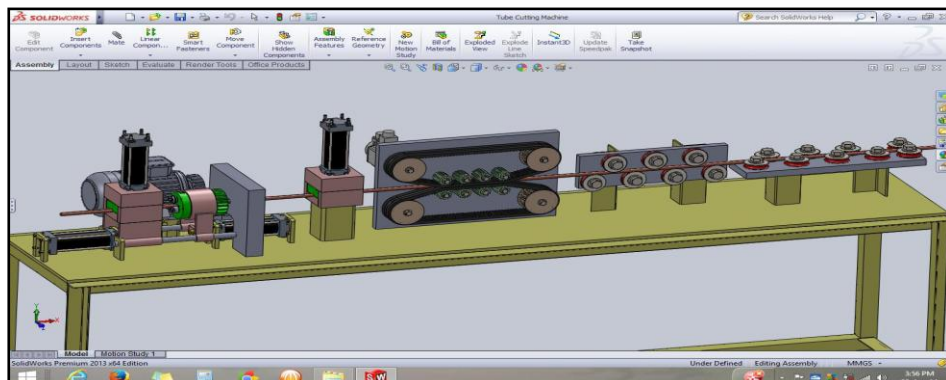 SOLIDWORKS
Tube Cutting Machine
Search SolidWorks Help
Edit Component
Insert Components
Mate
Linear Compon...
Smart Fasteners
Move Component
Show Hidden Components
Assembly Features
Reference Geometry
New Motion Study
Bill of Materials
Exploded View
Explode Line Sketch
Instant3D
Update Speedpak
Take Snapshot
Assembly Layout Sketch Evaluate Render Tools Office Products
Model Motion Study 1
SolidWorks Premium 2013 x64 Edition
Under Defined Editing Assembly MMGS
3:56 PM